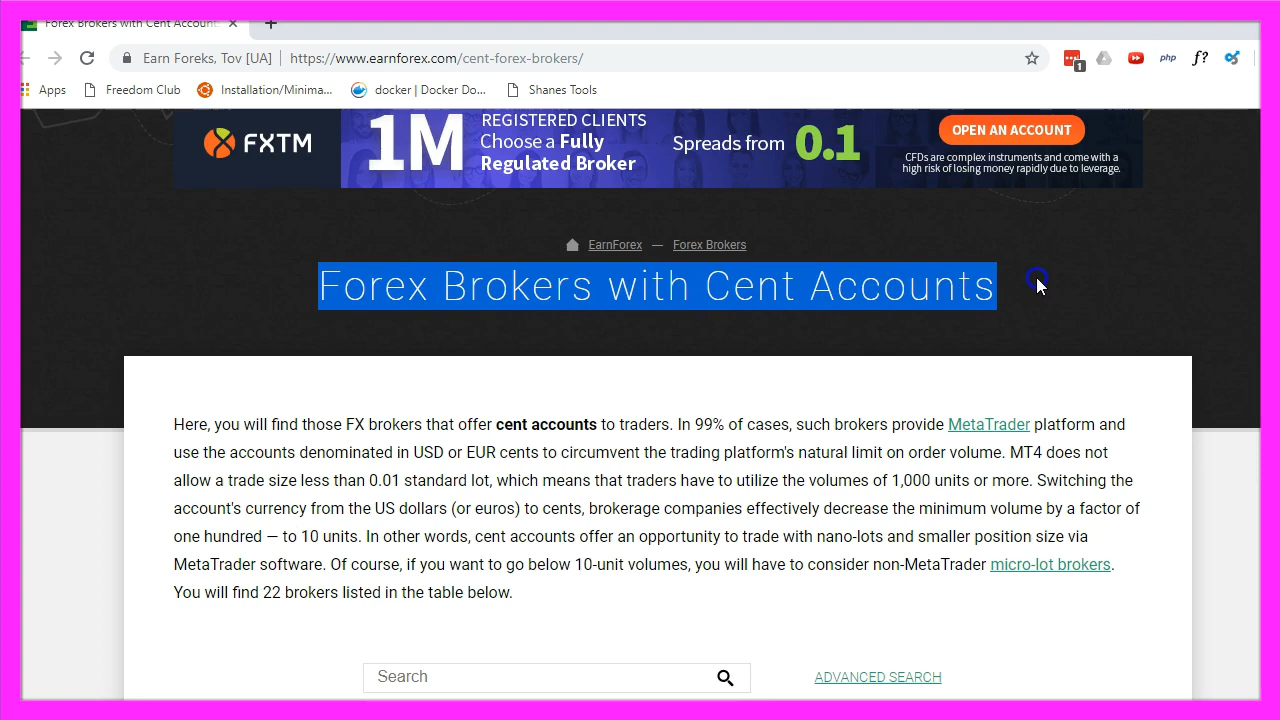 Forex Brokers with Cent Account
Earn Foreks, Tov [UA] https://www.earnforex.com/cent-forex-brokers/
1 php f?
Apps Freedom Club Installation/Minima... docker | Docker Do... Shanes Tools
FXTM
1M
REGISTERED CLIENTS
Choose a Fully
Regulated Broker
Spreads from 0.1
OPEN AN ACCOUNT
CFDs are complex instruments and come with a
high risk of losing money rapidly due to leverage.
EarnForex — Forex Brokers
Forex Brokers with Cent Accounts
Here, you will find those FX brokers that offer cent accounts to traders. In 99% of cases, such brokers provide MetaTrader platform and
use the accounts denominated in USD or EUR cents to circumvent the trading platform's natural limit on order volume. MT4 does not
allow a trade size less than 0.01 standard lot, which means that traders have to utilize the volumes of 1,000 units or more. Switching the
account's currency from the US dollars (or euros) to cents, brokerage companies effectively decrease the minimum volume by a factor of
one hundred — to 10 units. In other words, cent accounts offer an opportunity to trade with nano-lots and smaller position size via
MetaTrader software. Of course, if you want to go below 10-unit volumes, you will have to consider non-MetaTrader micro-lot brokers.
You will find 22 brokers listed in the table below.
Search
ADVANCED SEARCH